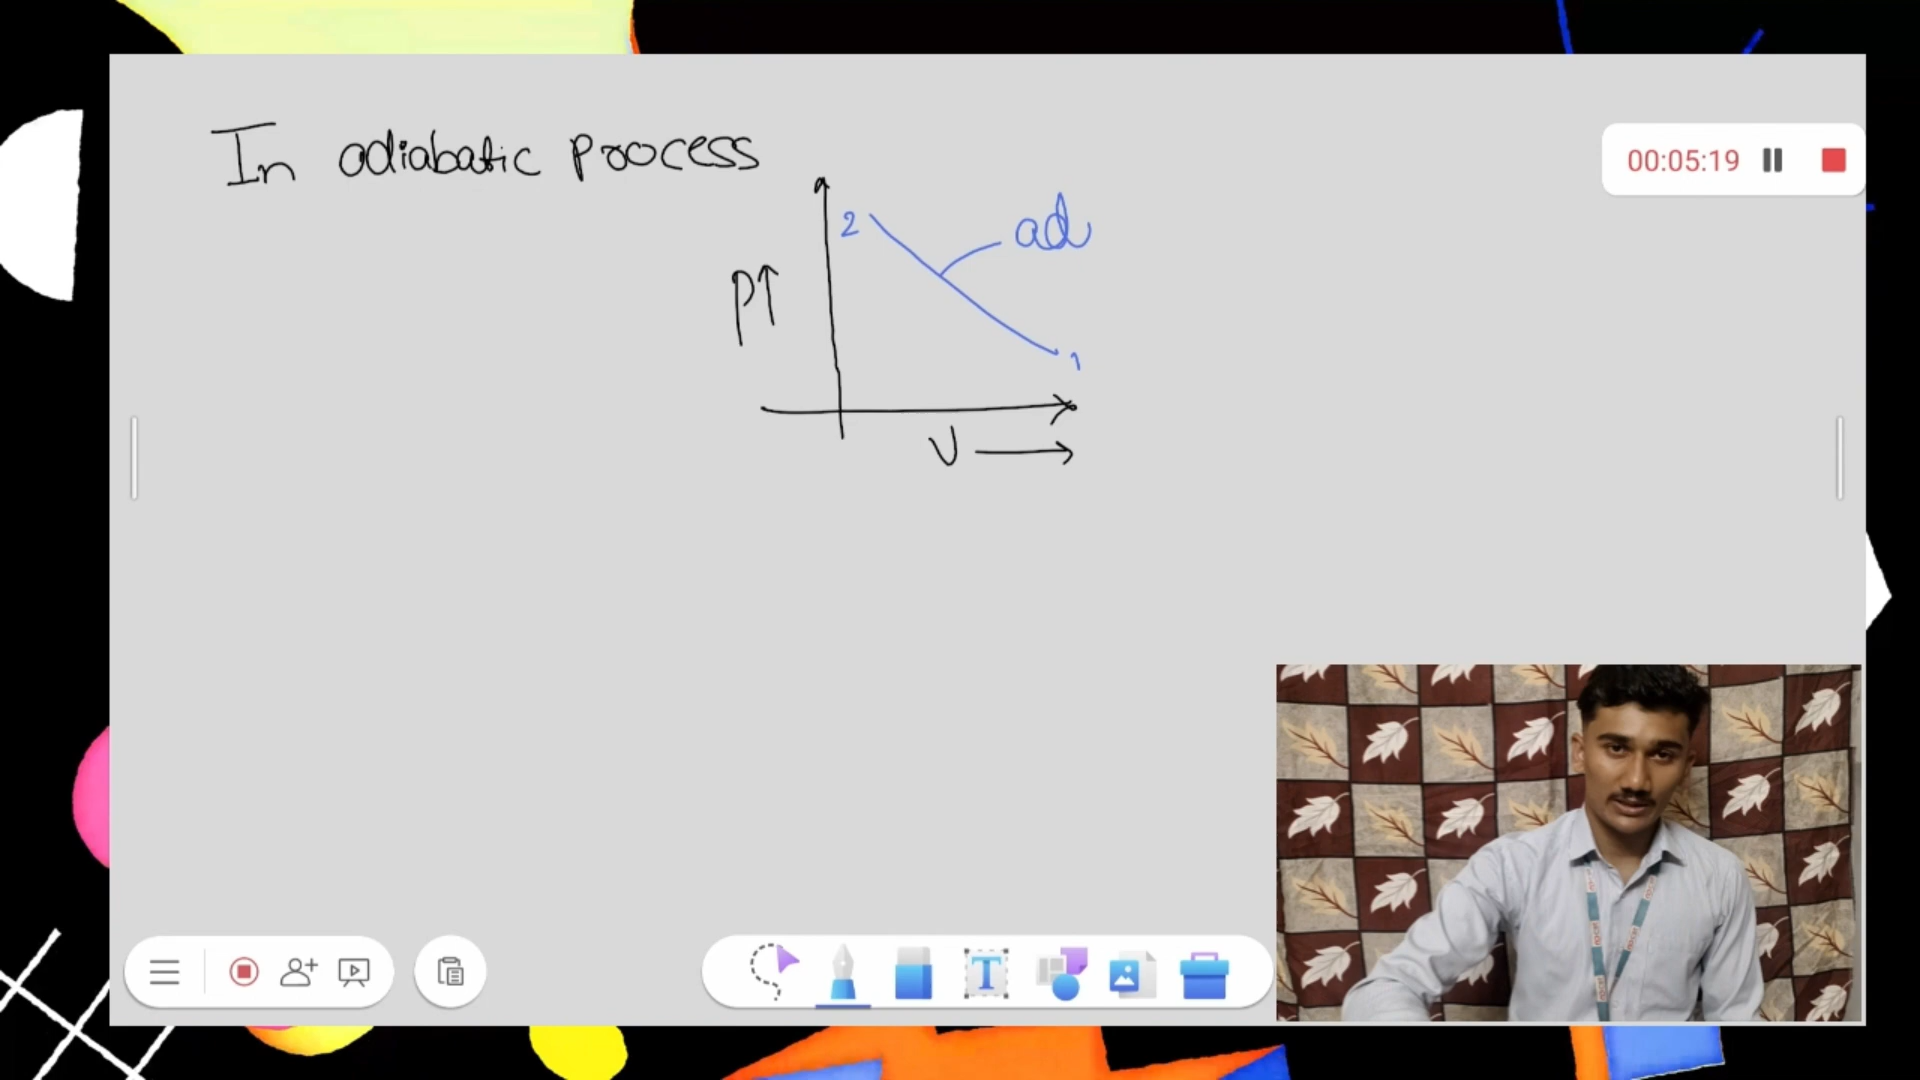 In adiabatic process
00:05:19
2
ad
P↑
1
V →
T